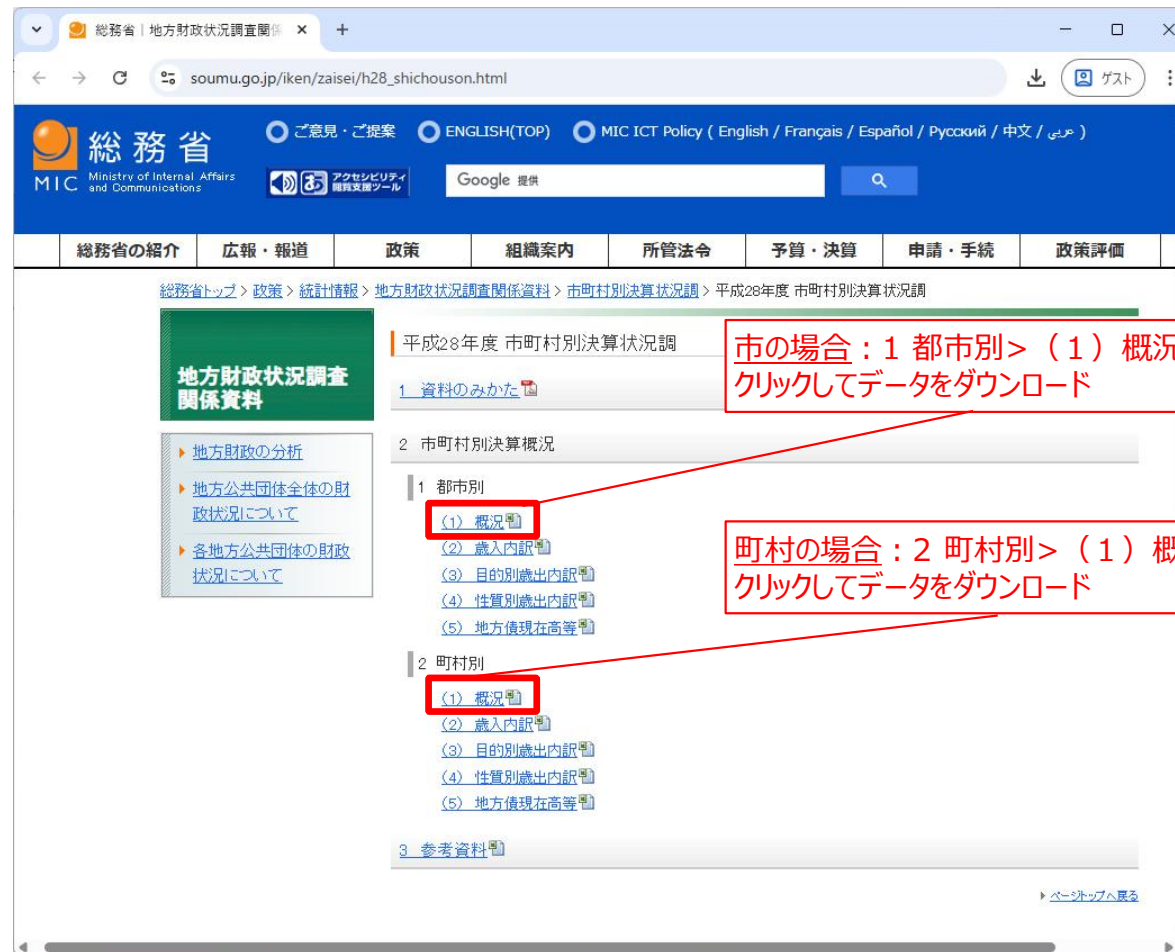 総務省 | 地方財政状況調査関係
soumu.go.jp/iken/zaisei/h28_shichouson.html
ゲスト
総務省
MIC Ministry of Internal Affairs and Communications
ご意見・ご提案 ENGLISH(TOP) MIC ICT Policy ( English / Français / Español / Русский / 中文 / عربي )
アクセシビリティ閲覧支援ツール
Google 提供
総務省の紹介 広報・報道 政策 組織案内 所管法令 予算・決算 申請・手続 政策評価
総務省トップ > 政策 > 統計情報 > 地方財政状況調査関係資料 > 市町村別決算状況調 > 平成28年度 市町村別決算状況調
地方財政状況調査
関係資料
地方財政の分析
地方公共団体全体の財
政状況について
各地方公共団体の財政
状況について
平成28年度 市町村別決算状況調
1 資料のみかた
2 市町村別決算概況
1 都市別
(1) 概況
(2) 歳入内訳
(3) 目的別歳出内訳
(4) 性質別歳出内訳
(5) 地方債現在高等
2 町村別
(1) 概況
(2) 歳入内訳
(3) 目的別歳出内訳
(4) 性質別歳出内訳
(5) 地方債現在高等
3 参考資料
ページトップへ戻る
市の場合：1 都市別>（1）概況
クリックしてデータをダウンロード
町村の場合：2 町村別>（1）概
クリックしてデータをダウンロード